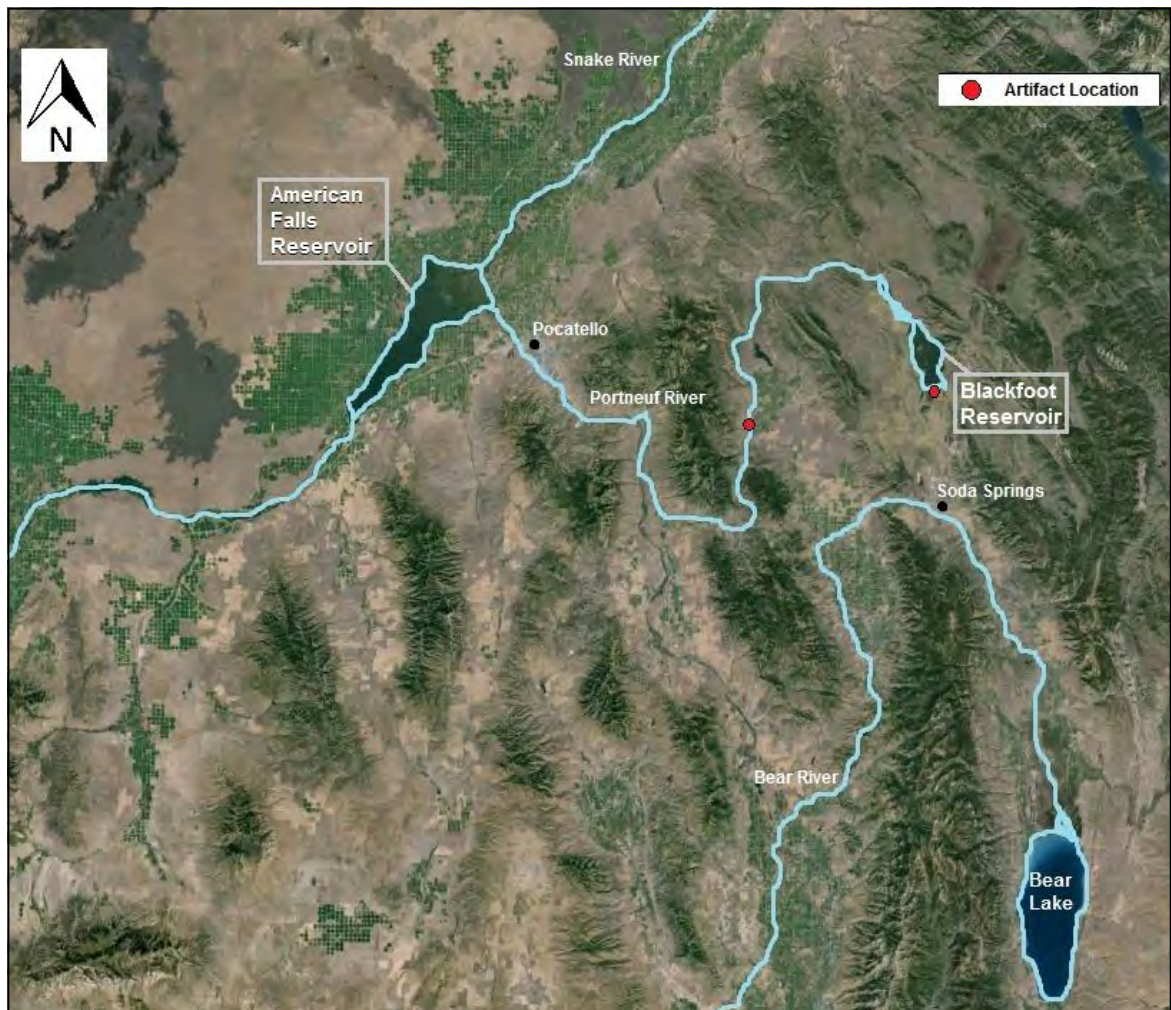 Snake River
Artifact Location
N
American
Falls
Reservoir
Pocatello
Portneuf River
Blackfoot
Reservoir
Soda Springs
Bear River
Bear
Lake